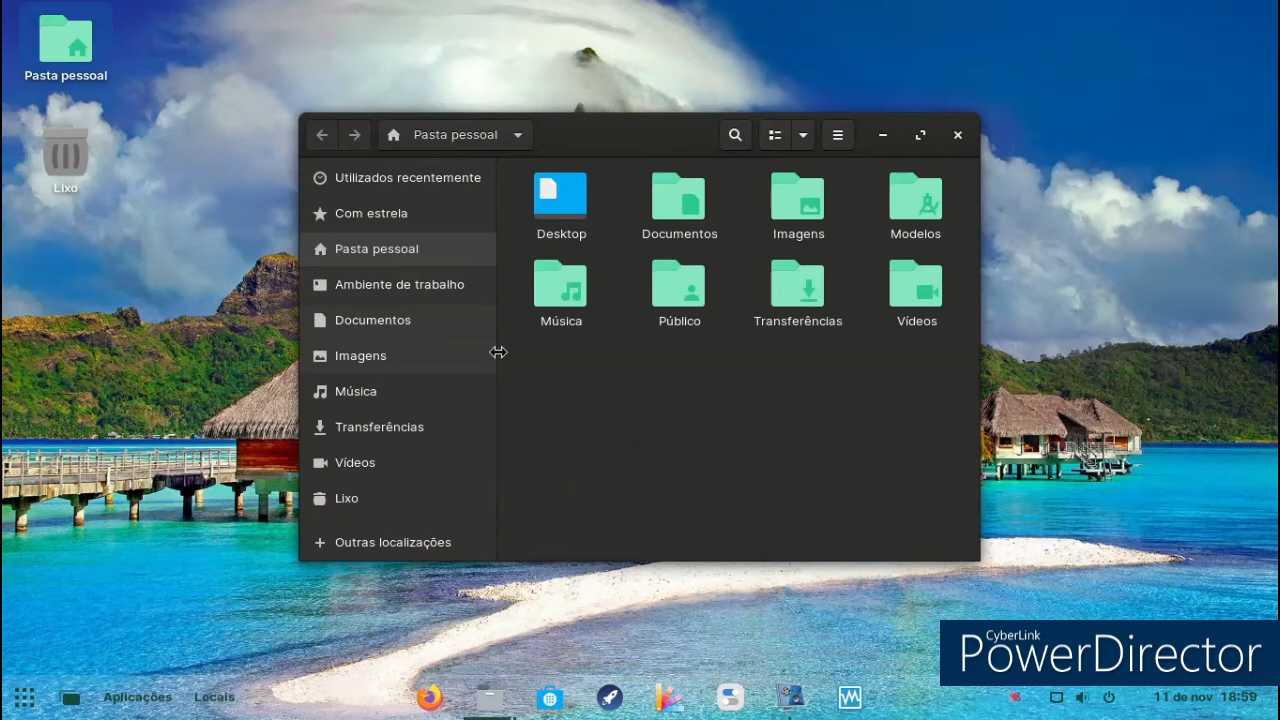 Pasta pessoal
Lixo
Pasta pessoal
Utilizados recentemente
Com estrela
Pasta pessoal
Ambiente de trabalho
Documentos
Imagens
Música
Transferências
Vídeos
Lixo
Outras localizações
Desktop
Documentos
Imagens
Modelos
Música
Público
Transferências
Vídeos
CyberLink
PowerDirector
Aplicações
Locais
11 de nov 18:59